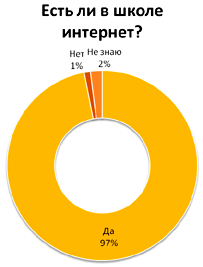 Есть ли в школе
интернет?
Нет
1%
Не знаю
2%
Да
97%